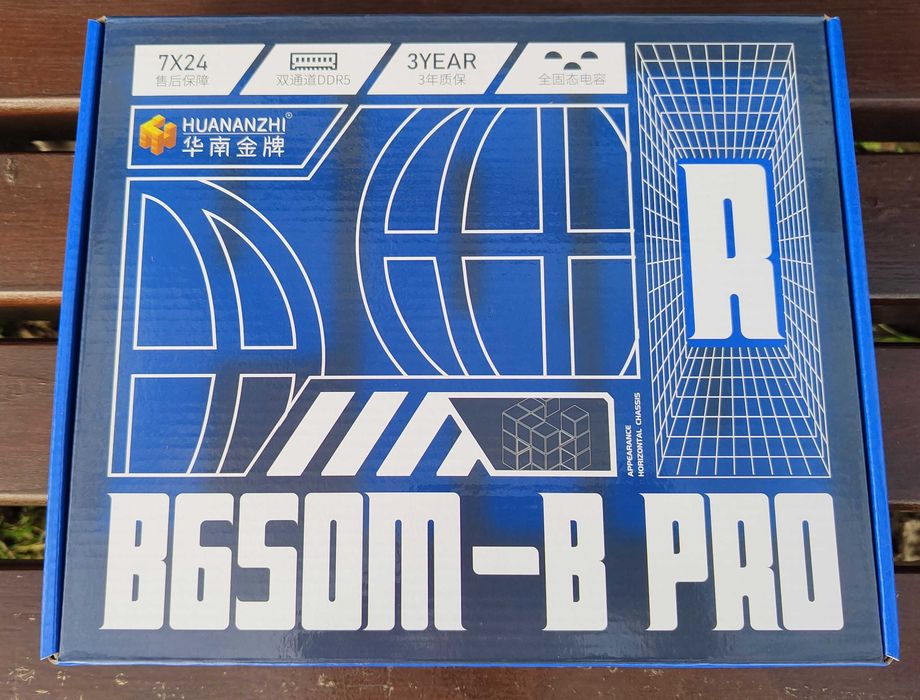 7X24
售后保障
双通道DDR5
3YEAR
3年质保
全固态电容
HUANANZHI®
华南金牌
R
APPEARANCE
HORIZONTAL CHASSIS
B650M-B PRO